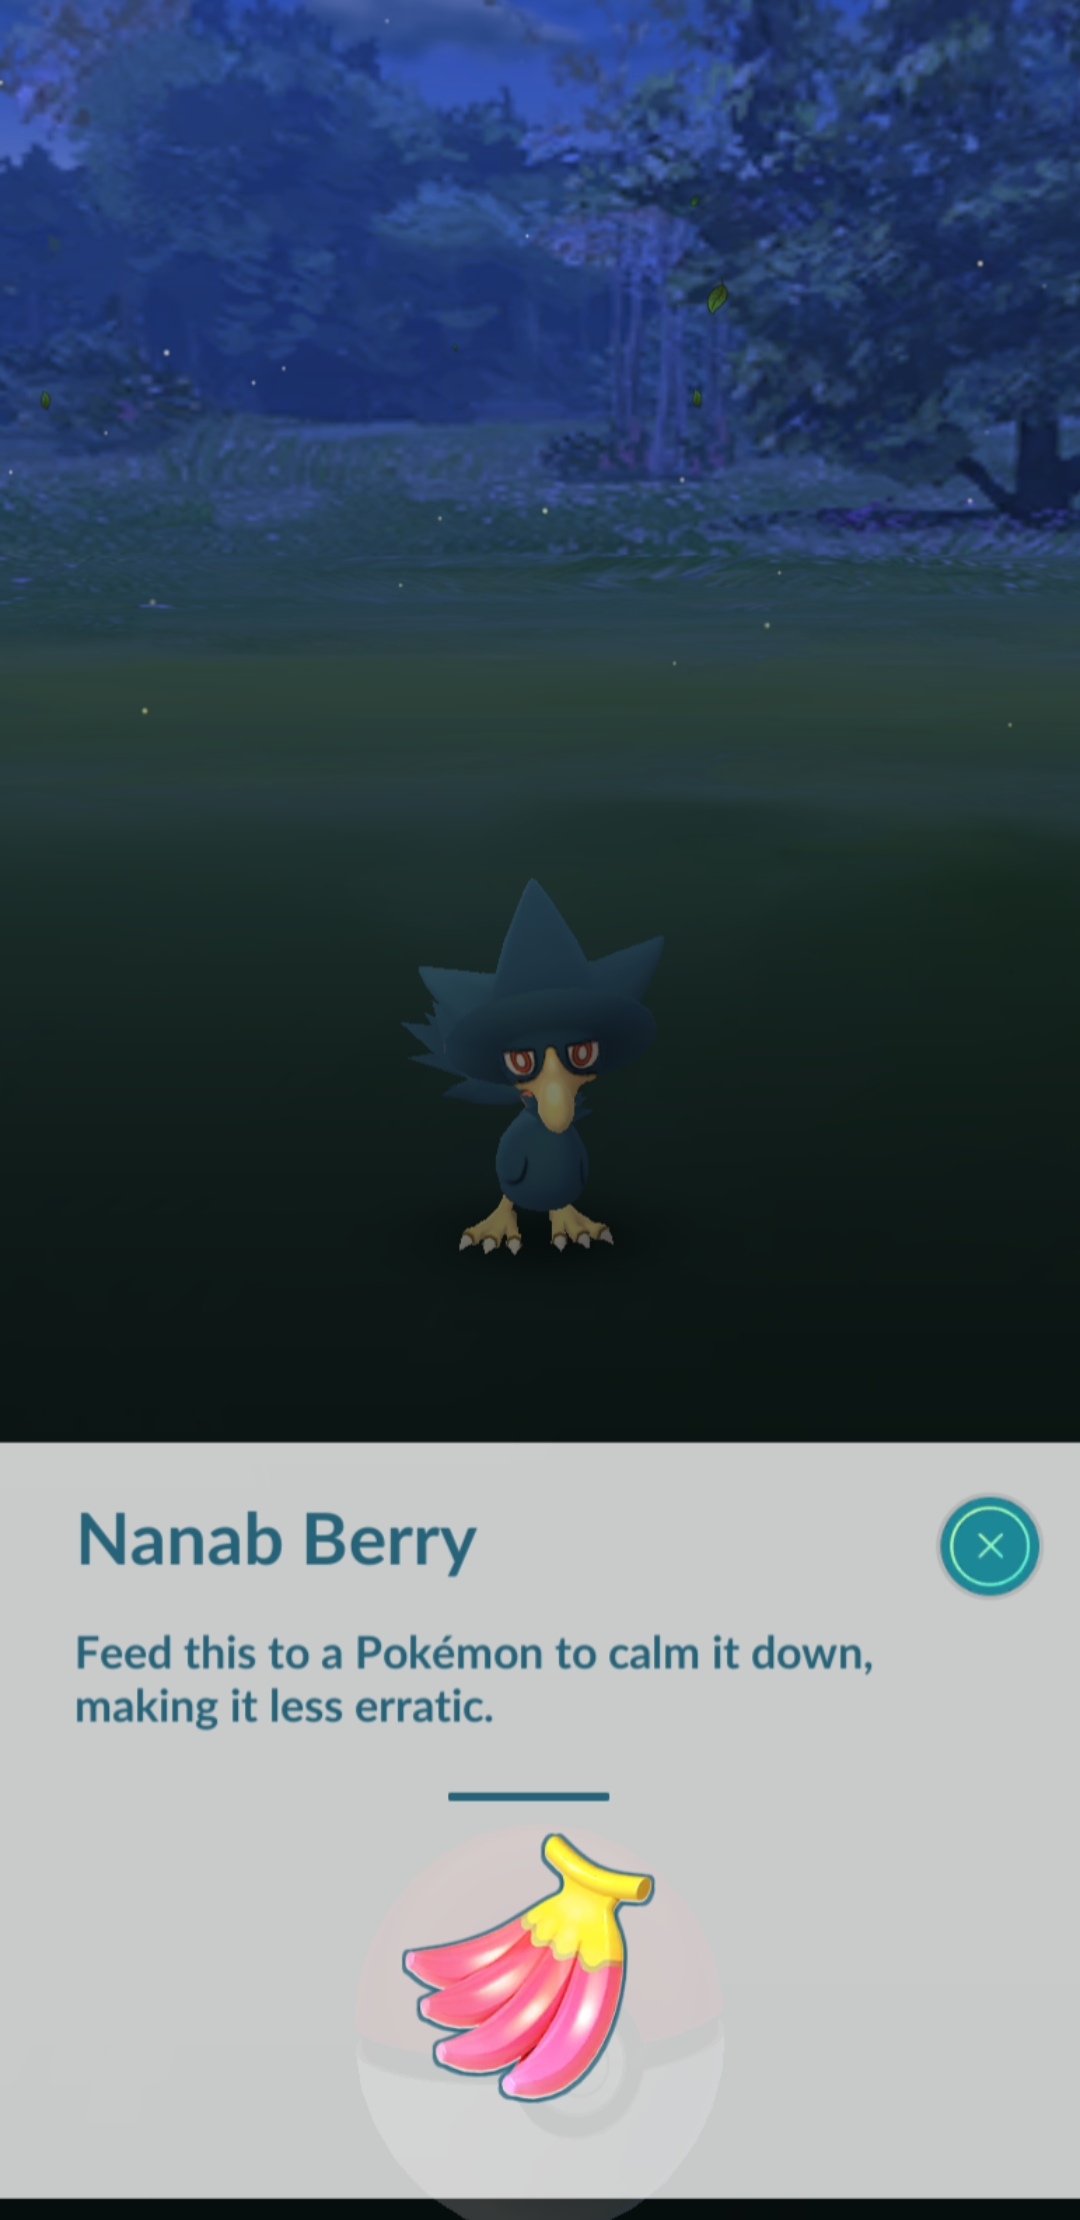 Nanab Berry
Feed this to a Pokémon to calm it down,
making it less erratic.